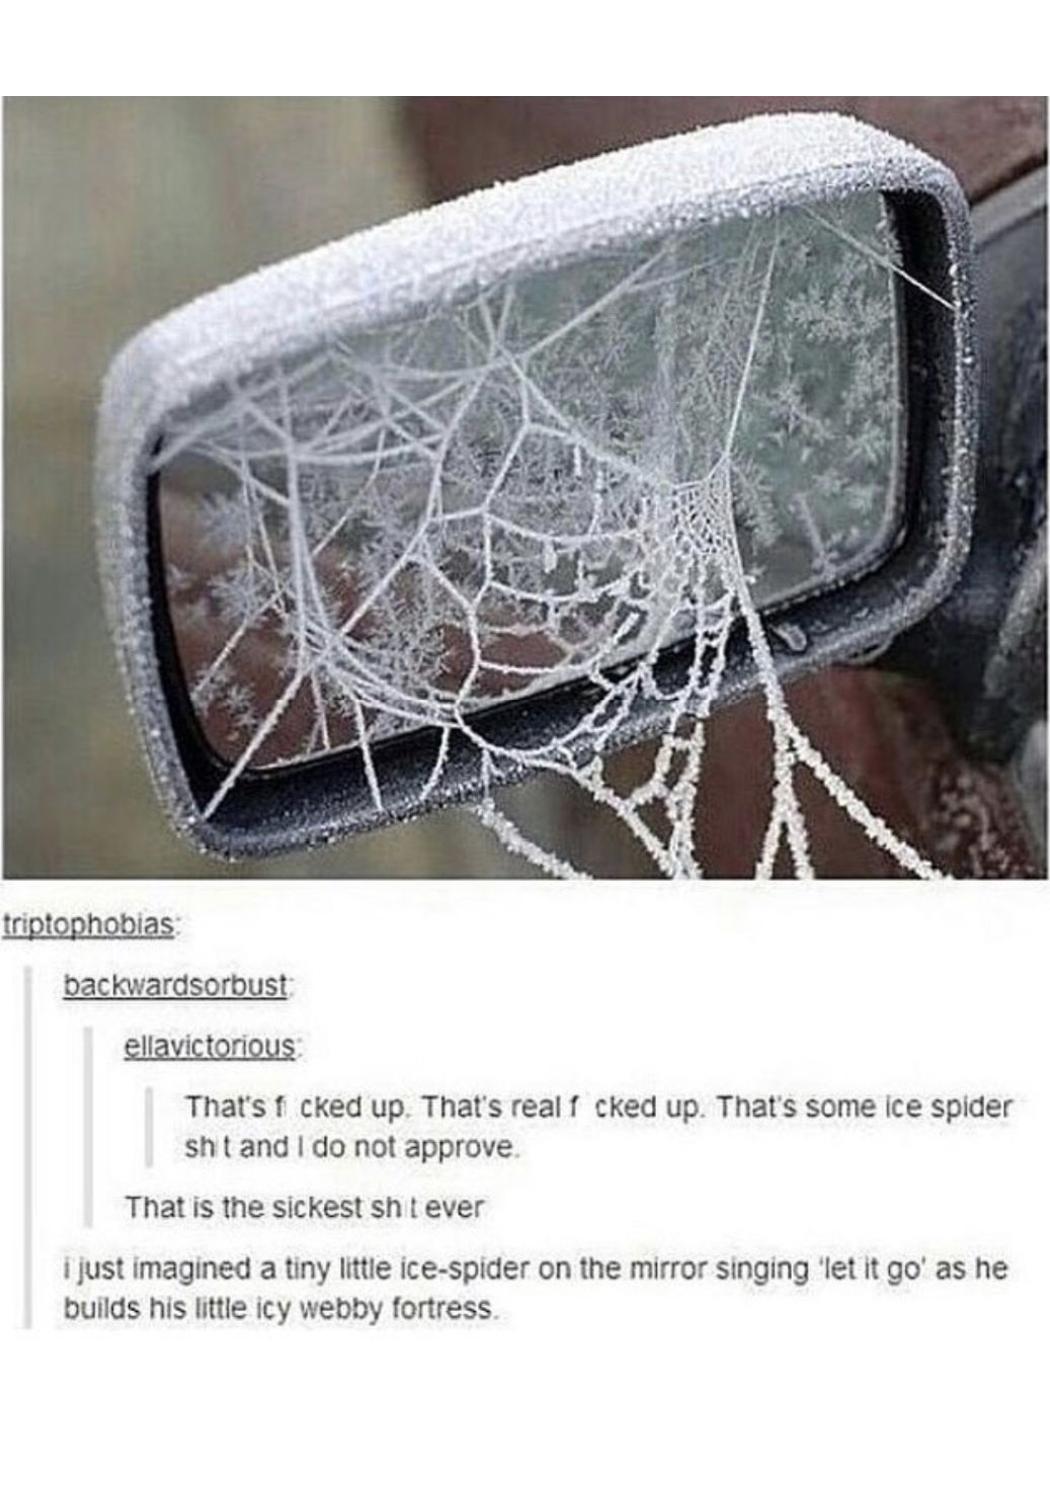 triptophobias:
backwardsorbust:
ellavictorious:
That's f cked up. That's real f cked up. That's some ice spider
sh t and I do not approve.
That is the sickest sh t ever
i just imagined a tiny little ice-spider on the mirror singing 'let it go' as he
builds his little icy webby fortress.